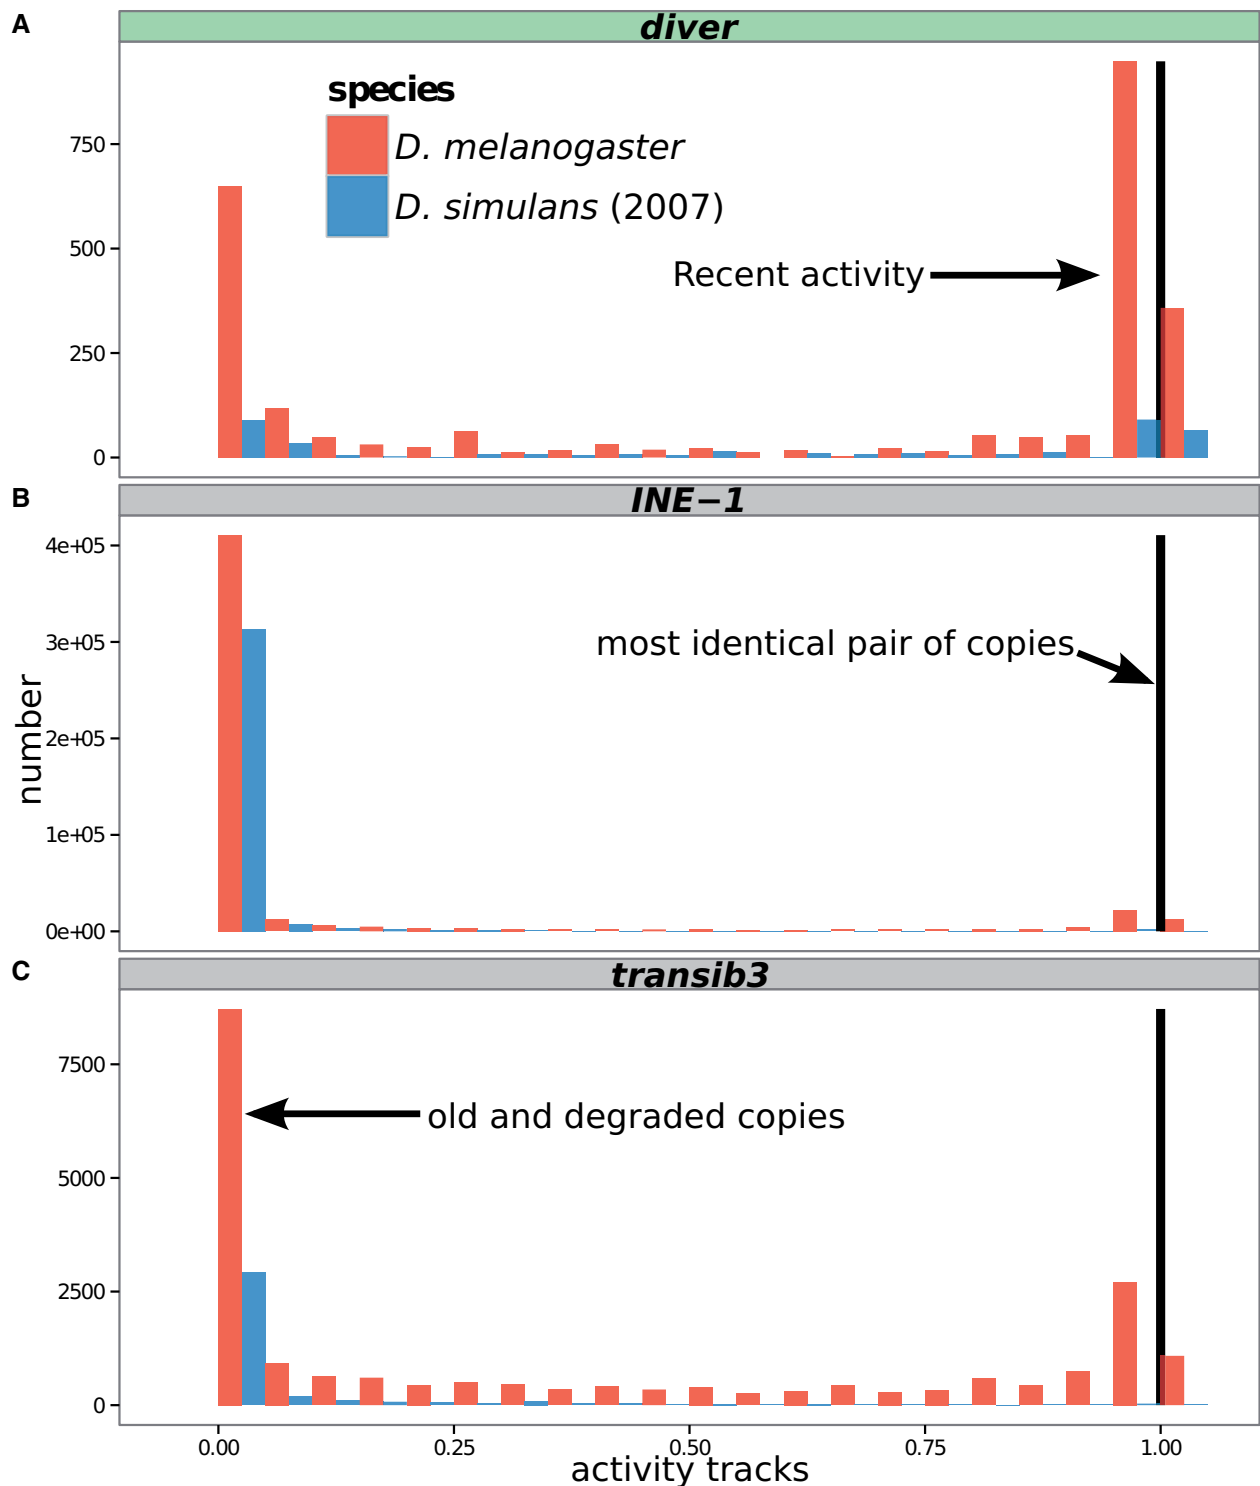 A
diver
species
D. melanogaster
D. simulans (2007)
Recent activity
750
500
250
0
B
INE−1
4e+05
3e+05
2e+05
1e+05
0e+00
most identical pair of copies
number
C
transib3
7500
5000
2500
0
old and degraded copies
0.00 0.25 0.50 0.75 1.00
activity tracks